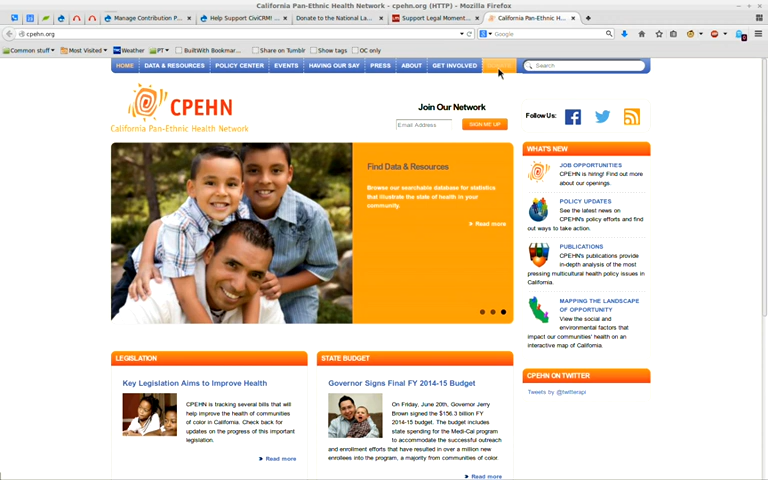 California Pan-Ethnic Health Network - cpehn.org (HTTP) - Mozilla Firefox
Manage Contribution P...
Help Support CiviCRM! ...
Donate to the National La...
Support Legal Moment...
California Pan-Ethnic H...
cpehn.org
Google
Common stuff
Most Visited
Weather
PT
BuiltWith Bookmar...
Share on Tumblr
Show tags
OC only
HOME
DATA & RESOURCES
POLICY CENTER
EVENTS
HAVING OUR SAY
PRESS
ABOUT
GET INVOLVED
Search
CPEHN
California Pan-Ethnic Health Network
Join Our Network
Email Address
SIGN ME UP
Follow Us:
Find Data & Resources
Browse our searchable database for statistics
that illustrate the state of health in your
community.
Read more
WHAT'S NEW
JOB OPPORTUNITIES
CPEHN is hiring! Find out more
about our openings.
POLICY UPDATES
See the latest news on
CPEHN's policy efforts and find
out ways to take action.
PUBLICATIONS
CPEHN's publications provide
in-depth analysis of the most
pressing multicultural health policy issues in
California.
MAPPING THE LANDSCAPE
OF OPPORTUNITY
View the social and
environmental factors that
impact our communities' health on an
interactive map of California.
CPEHN ON TWITTER
Tweets by @twitterapi
LEGISLATION
Key Legislation Aims to Improve Health
CPEHN is tracking several bills that will
help improve the health of communities
of color in California. Check back for
updates on the progress of this important
legislation.
Read more
STATE BUDGET
Governor Signs Final FY 2014-15 Budget
On Friday, June 20th, Governor Jerry
Brown signed the $156.3 billion FY
2014-15 budget. The budget includes
state spending for the Medi-Cal program
to accommodate the successful outreach
and enrollment efforts that have resulted in over a million new
enrollees into the program, a majority from communities of color.
Read more